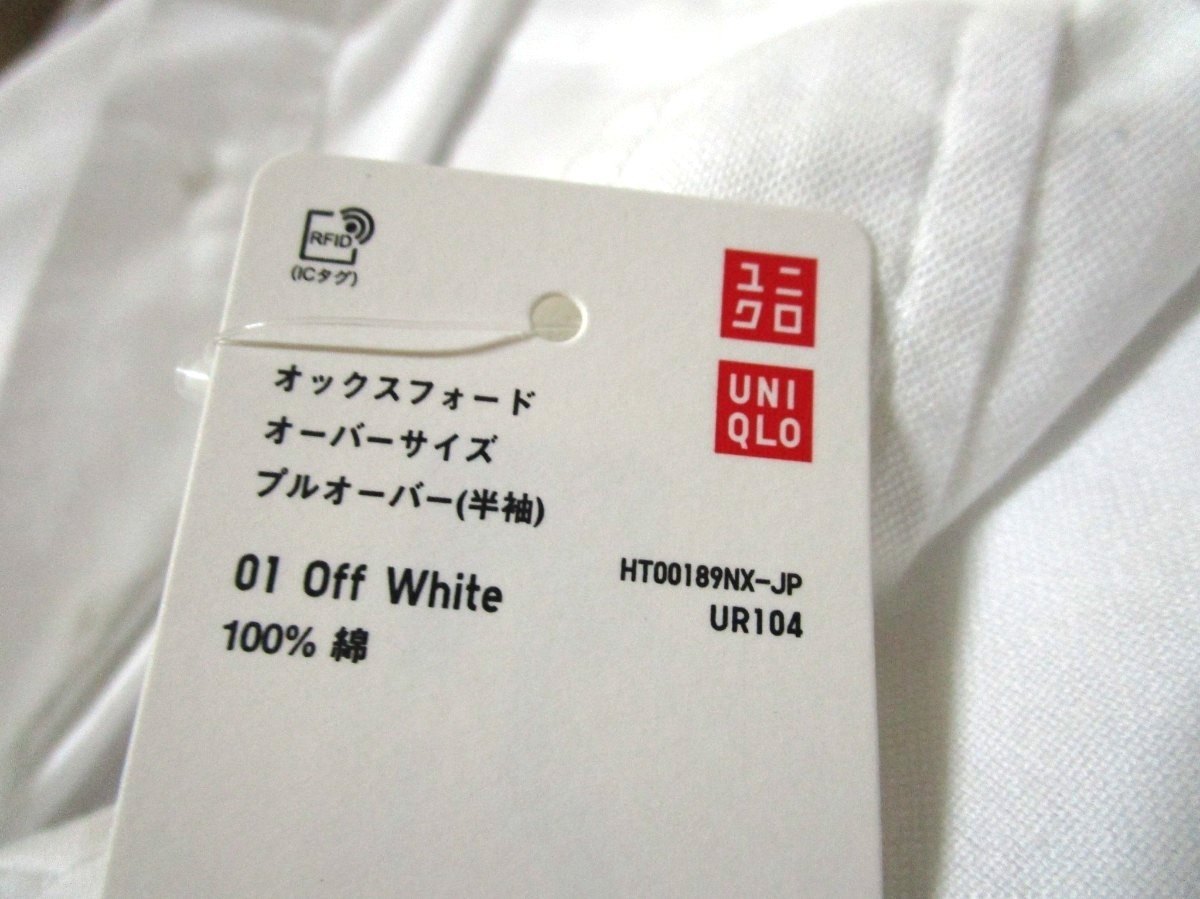 RFID
(ICタグ)
ユニ
クロ
UNI
QLO
オックスフォード
オーバーサイズ
プルオーバー(半袖)
01 Off White
100% 綿
HT00189NX-JP
UR104